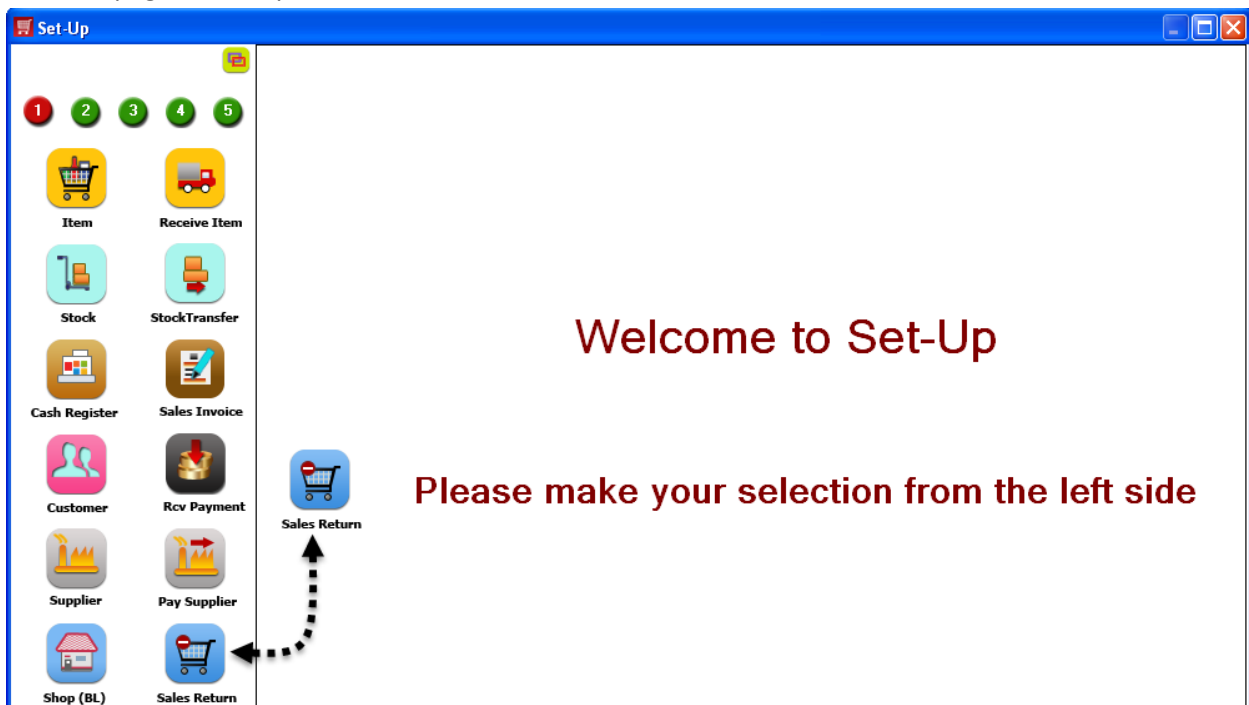 Set-Up
1 2 3 4 5
Item Receive Item
Stock StockTransfer
Cash Register Sales Invoice
Customer Rcv Payment
Supplier Pay Supplier
Shop (BL) Sales Return
Sales Return
Welcome to Set-Up
Please make your selection from the left side